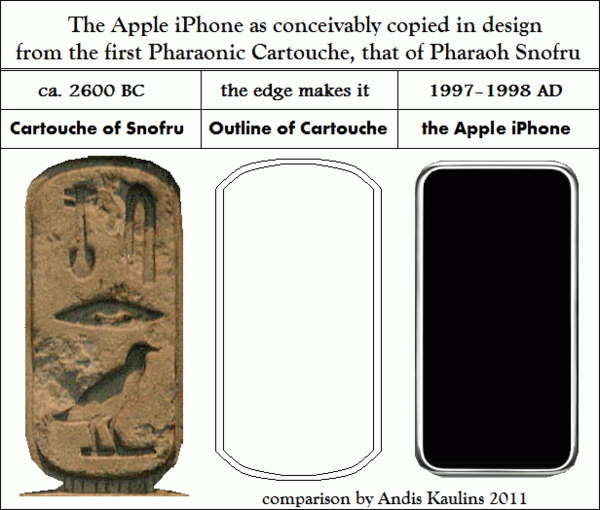 The Apple iPhone as conceivably copied in design
from the first Pharaonic Cartouche, that of Pharaoh Snofru
ca. 2600 BC
the edge makes it
1997-1998 AD
Cartouche of Snofru
Outline of Cartouche
the Apple iPhone
comparison by Andis Kaulins 2011